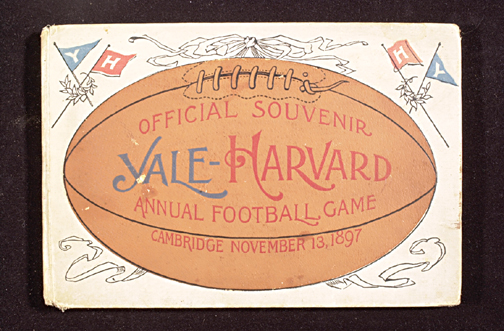 Y H
H Y
OFFICIAL SOUVENIR
YALE-HARVARD
ANNUAL FOOTBALL GAME
CAMBRIDGE NOVEMBER 13, 1897